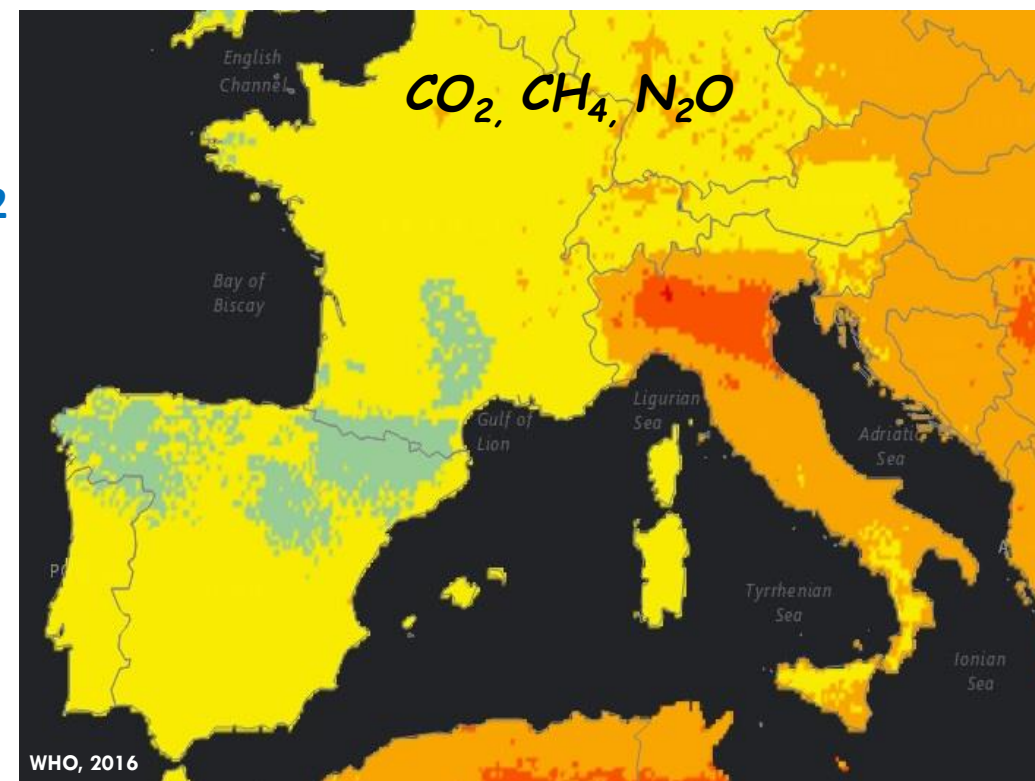 English
Channel
CO₂, CH₄, N₂O
2
Bay of
Biscay
Gulf of
Lion
Ligurian
Sea
Adriatic
Sea
Tyrrhenian
Sea
Ionian
Sea
WHO, 2016